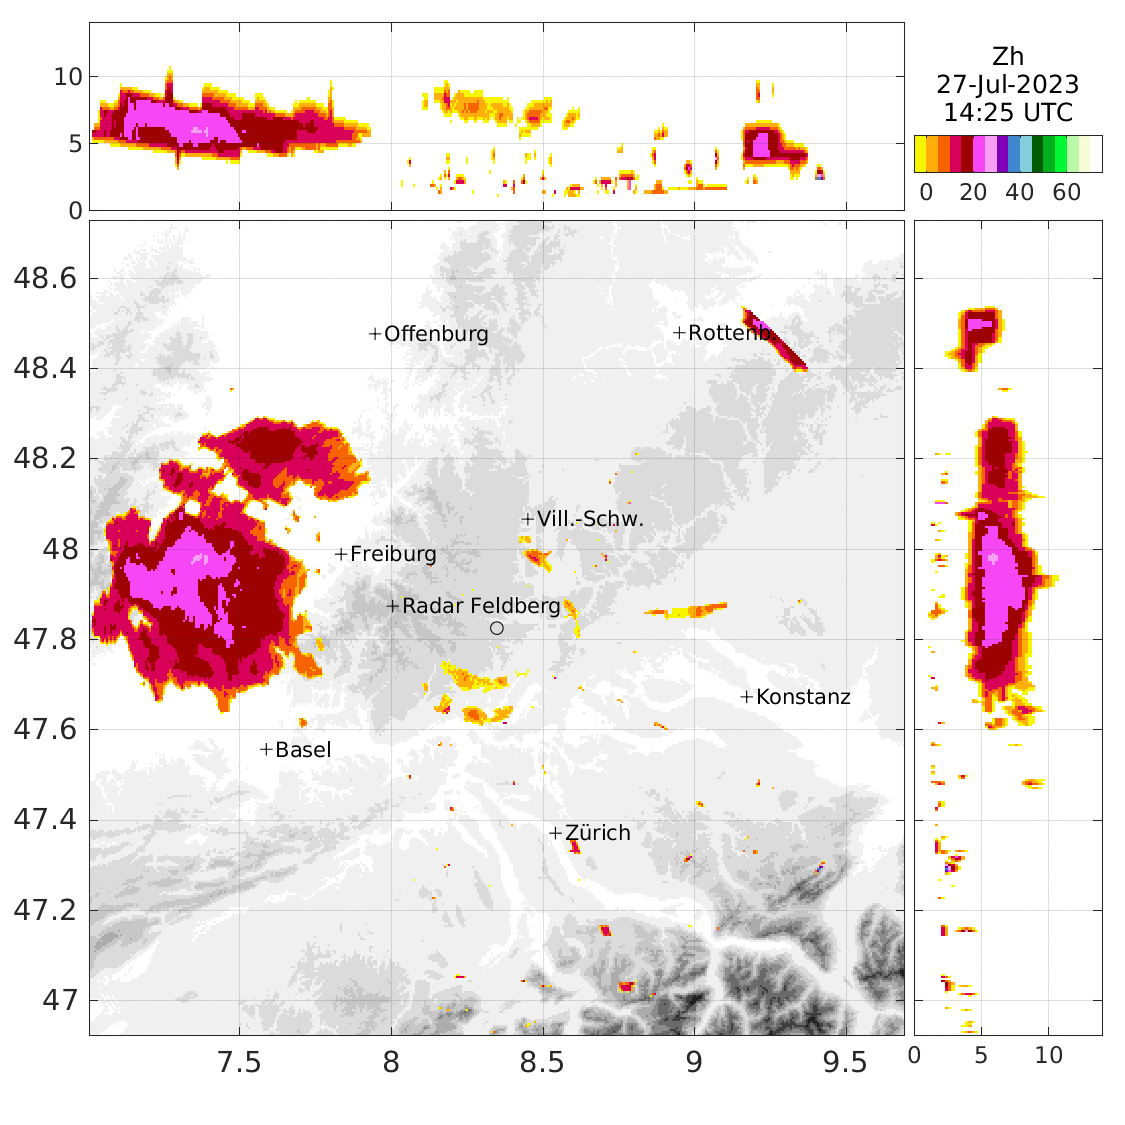 10
5
0
Zh
27-Jul-2023
14:25 UTC
0 20 40 60
48.6
48.4
48.2
48
47.8
47.6
47.4
47.2
47
+Offenburg
+Rottenb.
+Vill.-Schw.
+Freiburg
+Radar Feldberg
+Konstanz
+Basel
+Zürich
7.5 8 8.5 9 9.5
0 5 10